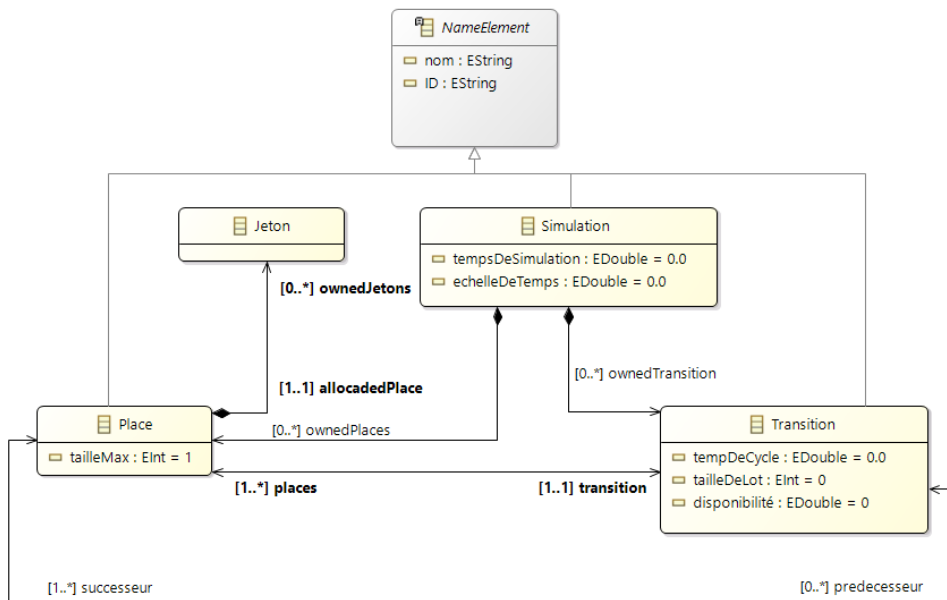 NameElement
nom : EString
ID : EString
Jeton
Simulation
tempsDeSimulation : EDouble = 0.0
echelleDeTemps : EDouble = 0.0
[0..*] ownedJetons
[0..*] ownedTransition
[1..1] allocadedPlace
Place
tailleMax : EInt = 1
[0..*] ownedPlaces
Transition
tempDeCycle : EDouble = 0.0
tailleDeLot : EInt = 0
disponibilité : EDouble = 0
[1..*] places
[1..1] transition
[1..*] successeur
[0..*] predecesseur